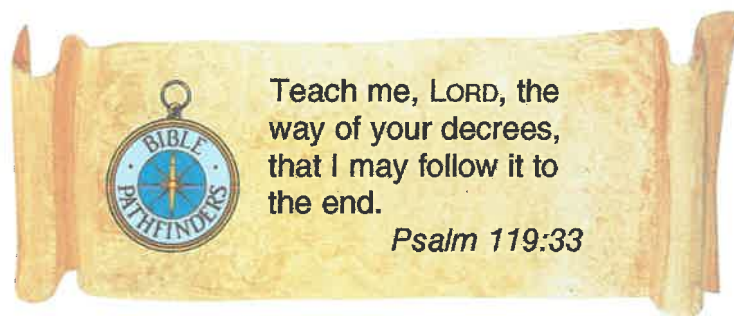 BIBLE
PATHFINDERS
Teach me, LORD, the
way of your decrees,
that I may follow it to
the end.
Psalm 119:33